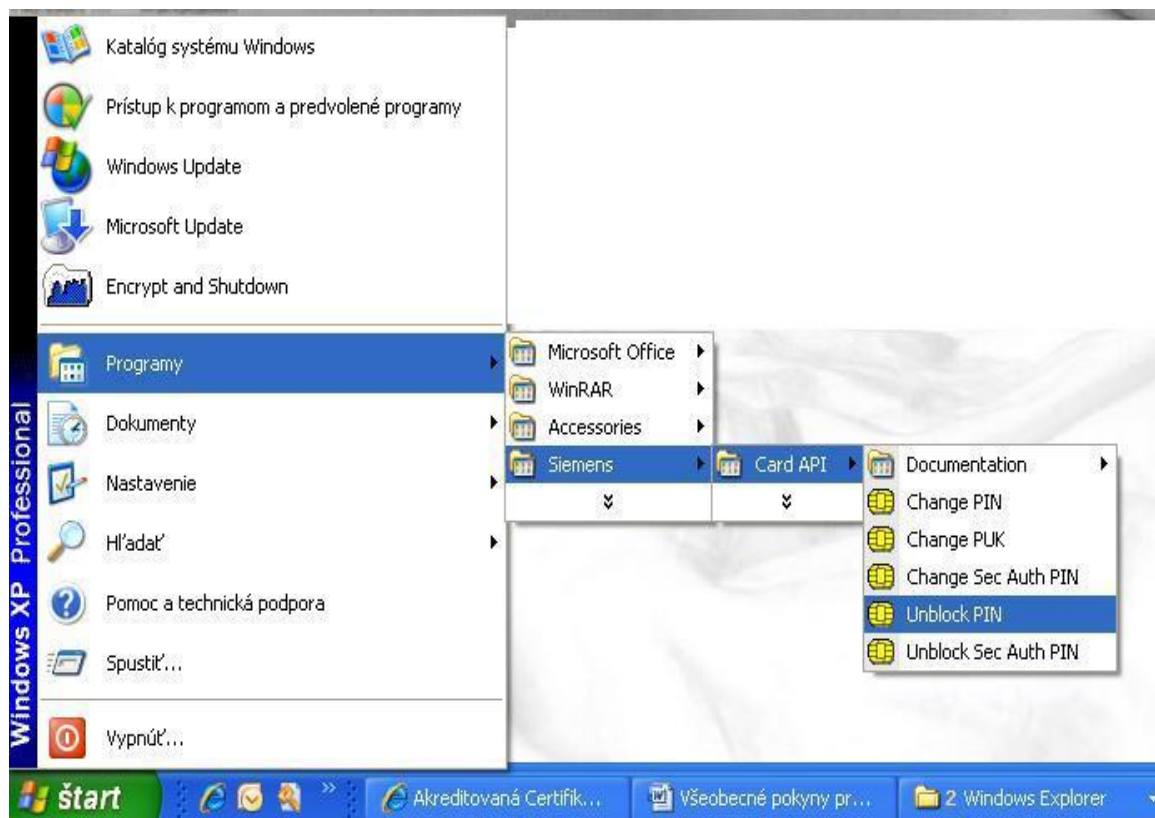 Katalóg systému Windows
Prístup k programom a predvolené programy
Windows Update
Microsoft Update
Encrypt and Shutdown
Programy
Dokumenty
Nastavenie
Hľadať
Pomoc a technická podpora
Spustiť...
Vypnúť...
Windows XP Professional
Microsoft Office
WinRAR
Accessories
Siemens
Card API
Documentation
Change PIN
Change PUK
Change Sec Auth PIN
Unblock PIN
Unblock Sec Auth PIN
štart
Akreditovaná Certifik...
Všeobecné pokyny pr...
2 Windows Explorer